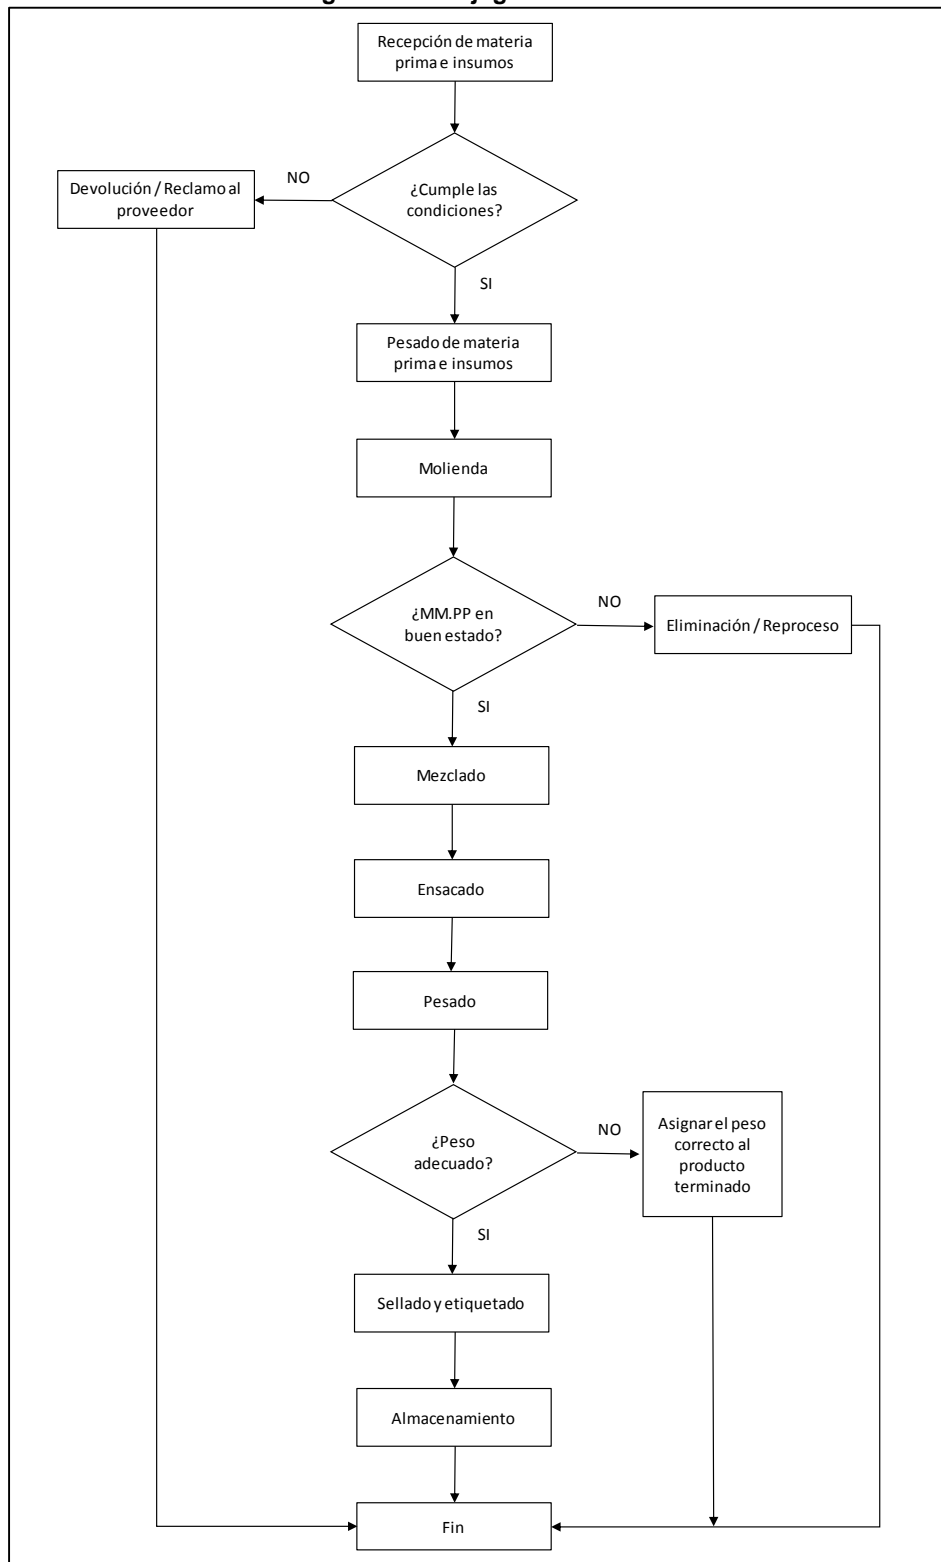 Recepción de materia
prima e insumos
¿Cumple las
condiciones?
NO
Devolución / Reclamo al
proveedor
SI
Pesado de materia
prima e insumos
Molienda
¿MM.PP en
buen estado?
NO
Eliminación / Reproceso
SI
Mezclado
Ensacado
Pesado
¿Peso
adecuado?
NO
Asignar el peso
correcto al
producto
terminado
SI
Sellado y etiquetado
Almacenamiento
Fin